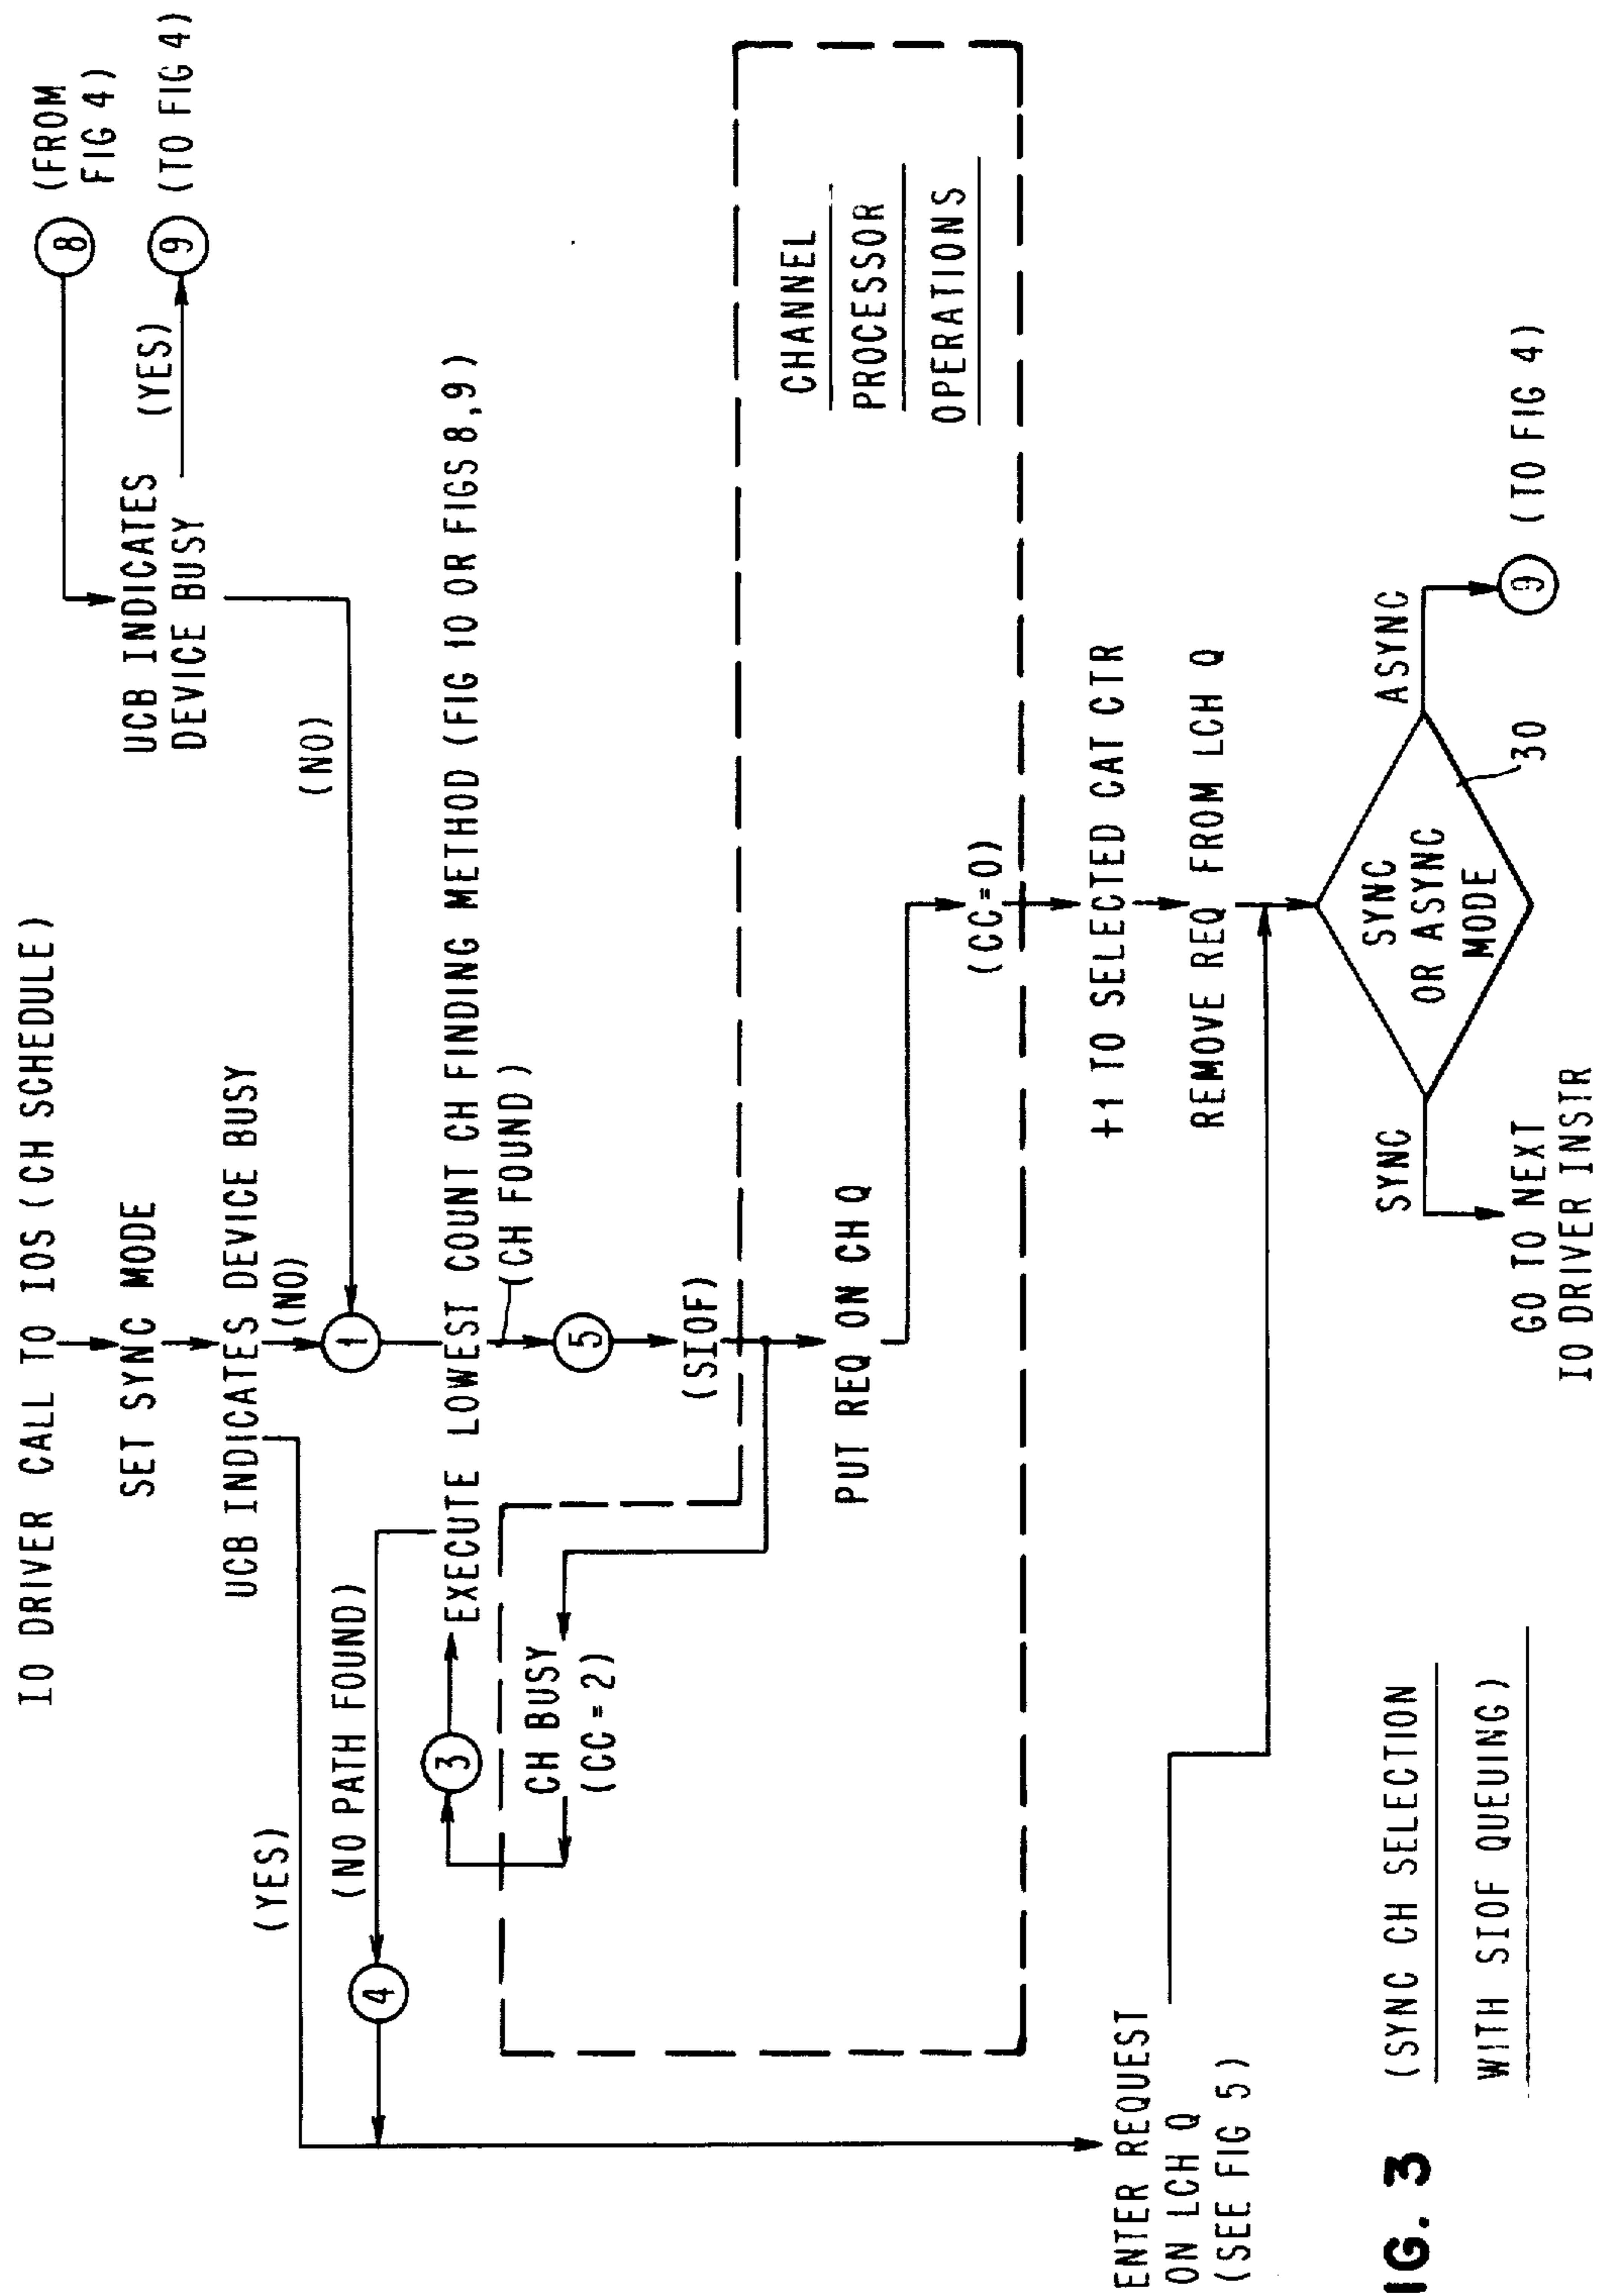 IO DRIVER CALL TO IOS (CH SCHEDULE)
SET SYNC MODE
UCB INDICATES DEVICE BUSY
(YES)
(NO)
8
(FROM
FIG 4)
UCB INDICATES
DEVICE BUSY
(YES)
9
(TO FIG 4)
(NO)
1
(NO PATH FOUND)
4
3
EXECUTE LOWEST COUNT CH FINDING METHOD (FIG 10 OR FIGS 8,9)
(CH FOUND)
5
(SIOF)
CH BUSY
(CC=2)
CHANNEL
PROCESSOR
OPERATIONS
PUT REQ ON CH Q
(CC=0)
+1 TO SELECTED CAT CTR
REMOVE REQ FROM LCH Q
ENTER REQUEST
ON LCH Q
(SEE FIG 5)
SYNC
OR ASYNC
MODE
30
SYNC
ASYNC
GO TO NEXT
IO DRIVER INSTR
9
(TO FIG 4)
IG. 3
(SYNC CH SELECTION
WITH SIOF QUEUING)